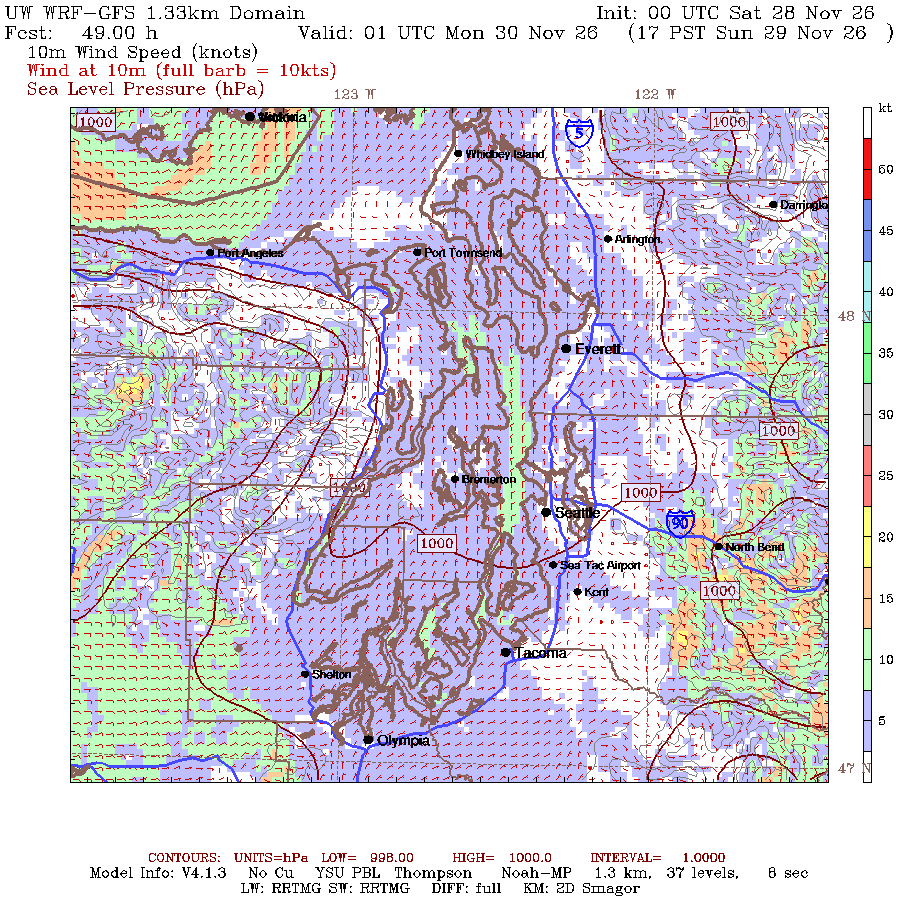 UW WRF-GFS 1.33km Domain Init: 00 UTC Sat 28 Nov 26
Fcst: 49.00 h Valid: 01 UTC Mon 30 Nov 26 (17 PST Sun 29 Nov 26 )
10m Wind Speed (knots)
Wind at 10m (full barb = 10kts)
Sea Level Pressure (hPa)
123 W 122 W
kt
1000 Victoria 5 1000
Whidbey Island
60
Darringto
45
Arlington
Port Angeles Port Townsend
40
48 N
Everett
35
30
1000
Bremerton
25
1000 1000
Seattle
90
20
1000 North Bend
Sea Tac Airport
Kent 1000
15
Tacoma
10
Shelton
5
Olympia
47 N
CONTOURS: UNITS=hPa LOW= 998.00 HIGH= 1000.0 INTERVAL= 1.0000
Model Info: V4.1.3 No Cu YSU PBL Thompson Noah-MP 1.3 km, 37 levels, 8 sec
LW: RRTMG SW: RRTMG DIFF: full KM: 2D Smagor